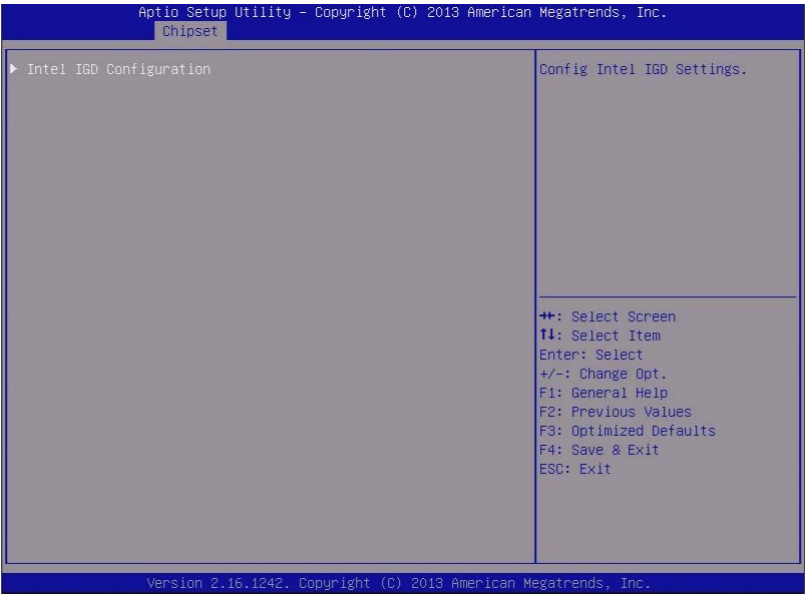 Aptio Setup Utility – Copyright (C) 2013 American Megatrends, Inc.
Chipset
▶ Intel IGD Configuration
Config Intel IGD Settings.
→←: Select Screen
↑↓: Select Item
Enter: Select
+/-: Change Opt.
F1: General Help
F2: Previous Values
F3: Optimized Defaults
F4: Save & Exit
ESC: Exit
Version 2.16.1242. Copyright (C) 2013 American Megatrends, Inc.